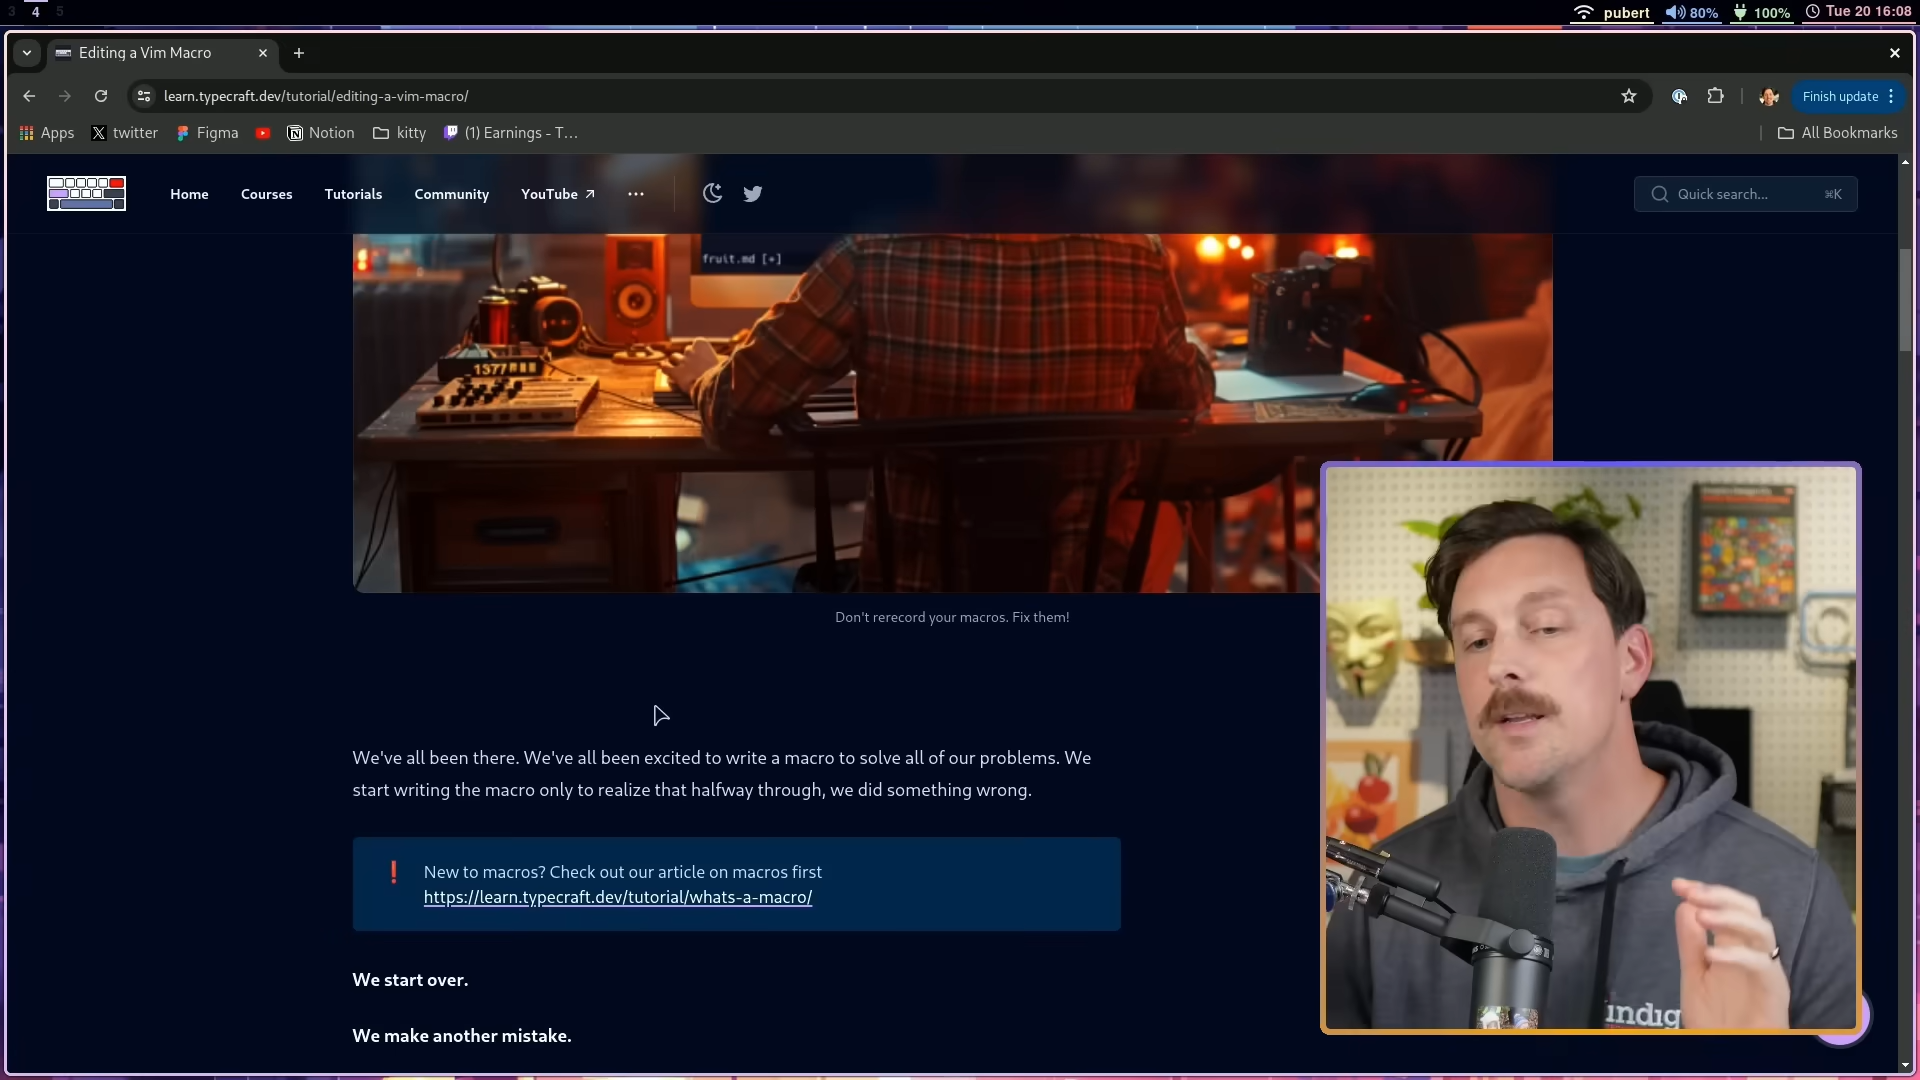 3 4 5
pubert 80% 100% Tue 20 16:08
Editing a Vim Macro
learn.typecraft.dev/tutorial/editing-a-vim-macro/
Finish update
Apps twitter Figma Notion kitty (1) Earnings - T... All Bookmarks
Home Courses Tutorials Community YouTube ↗ ... Quick search... ⌘K
fruit.md [+]
1377
Don't rerecord your macros. Fix them!
We've all been there. We've all been excited to write a macro to solve all of our problems. We
start writing the macro only to realize that halfway through, we did something wrong.
New to macros? Check out our article on macros first
https://learn.typecraft.dev/tutorial/whats-a-macro/
We start over.
We make another mistake.
indig